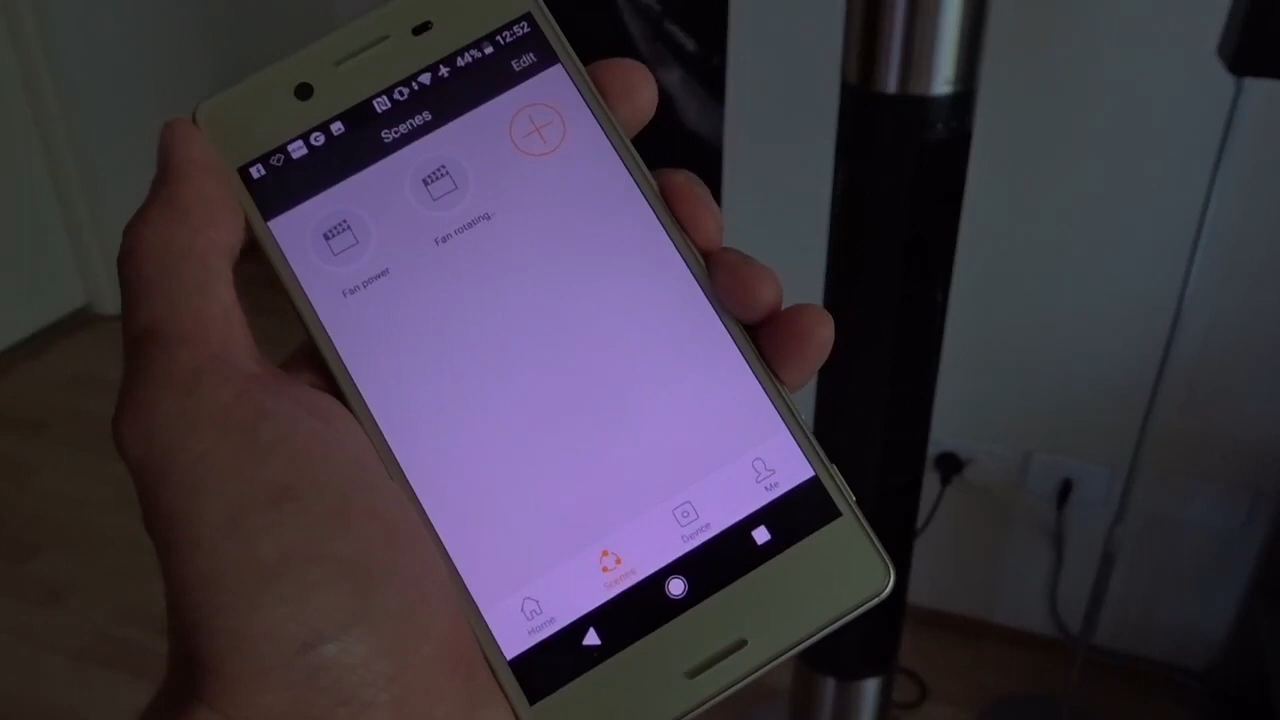 44% 12:52
Scenes
Edit
Fan power
Fan rotating..
Home
Scenes
Device
Me